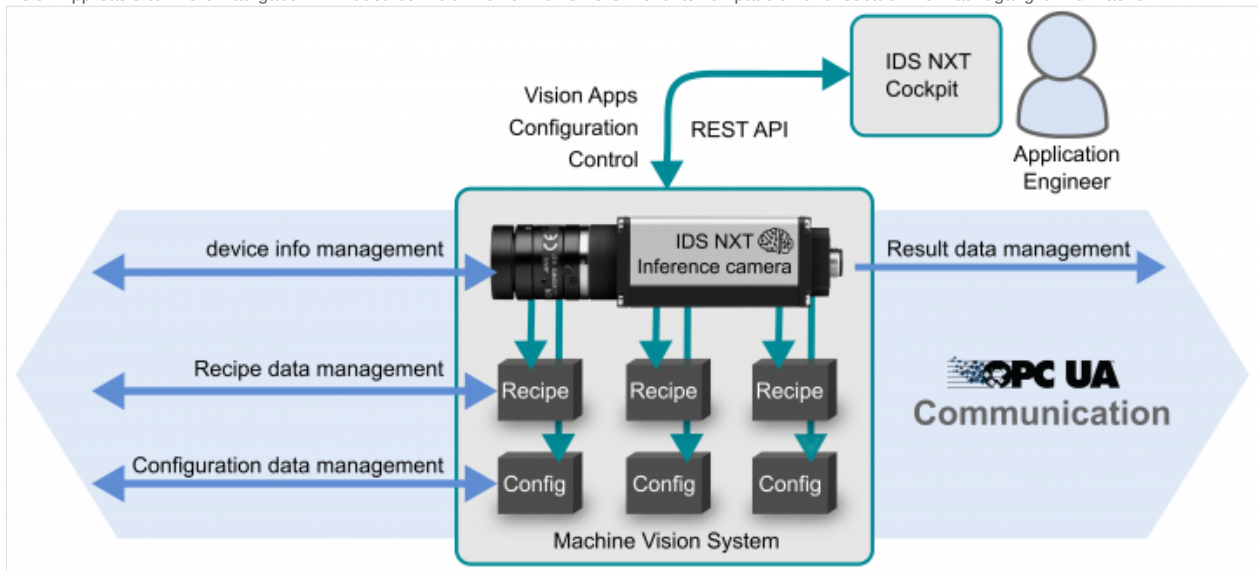 IDS NXT
Cockpit
Vision Apps
Configuration
Control
REST API
Application
Engineer
device info management
IDS NXT
Inference camera
Result data management
Recipe data management
Recipe
Recipe
Recipe
OPC UA
Communication
Configuration data management
Config
Config
Config
Machine Vision System